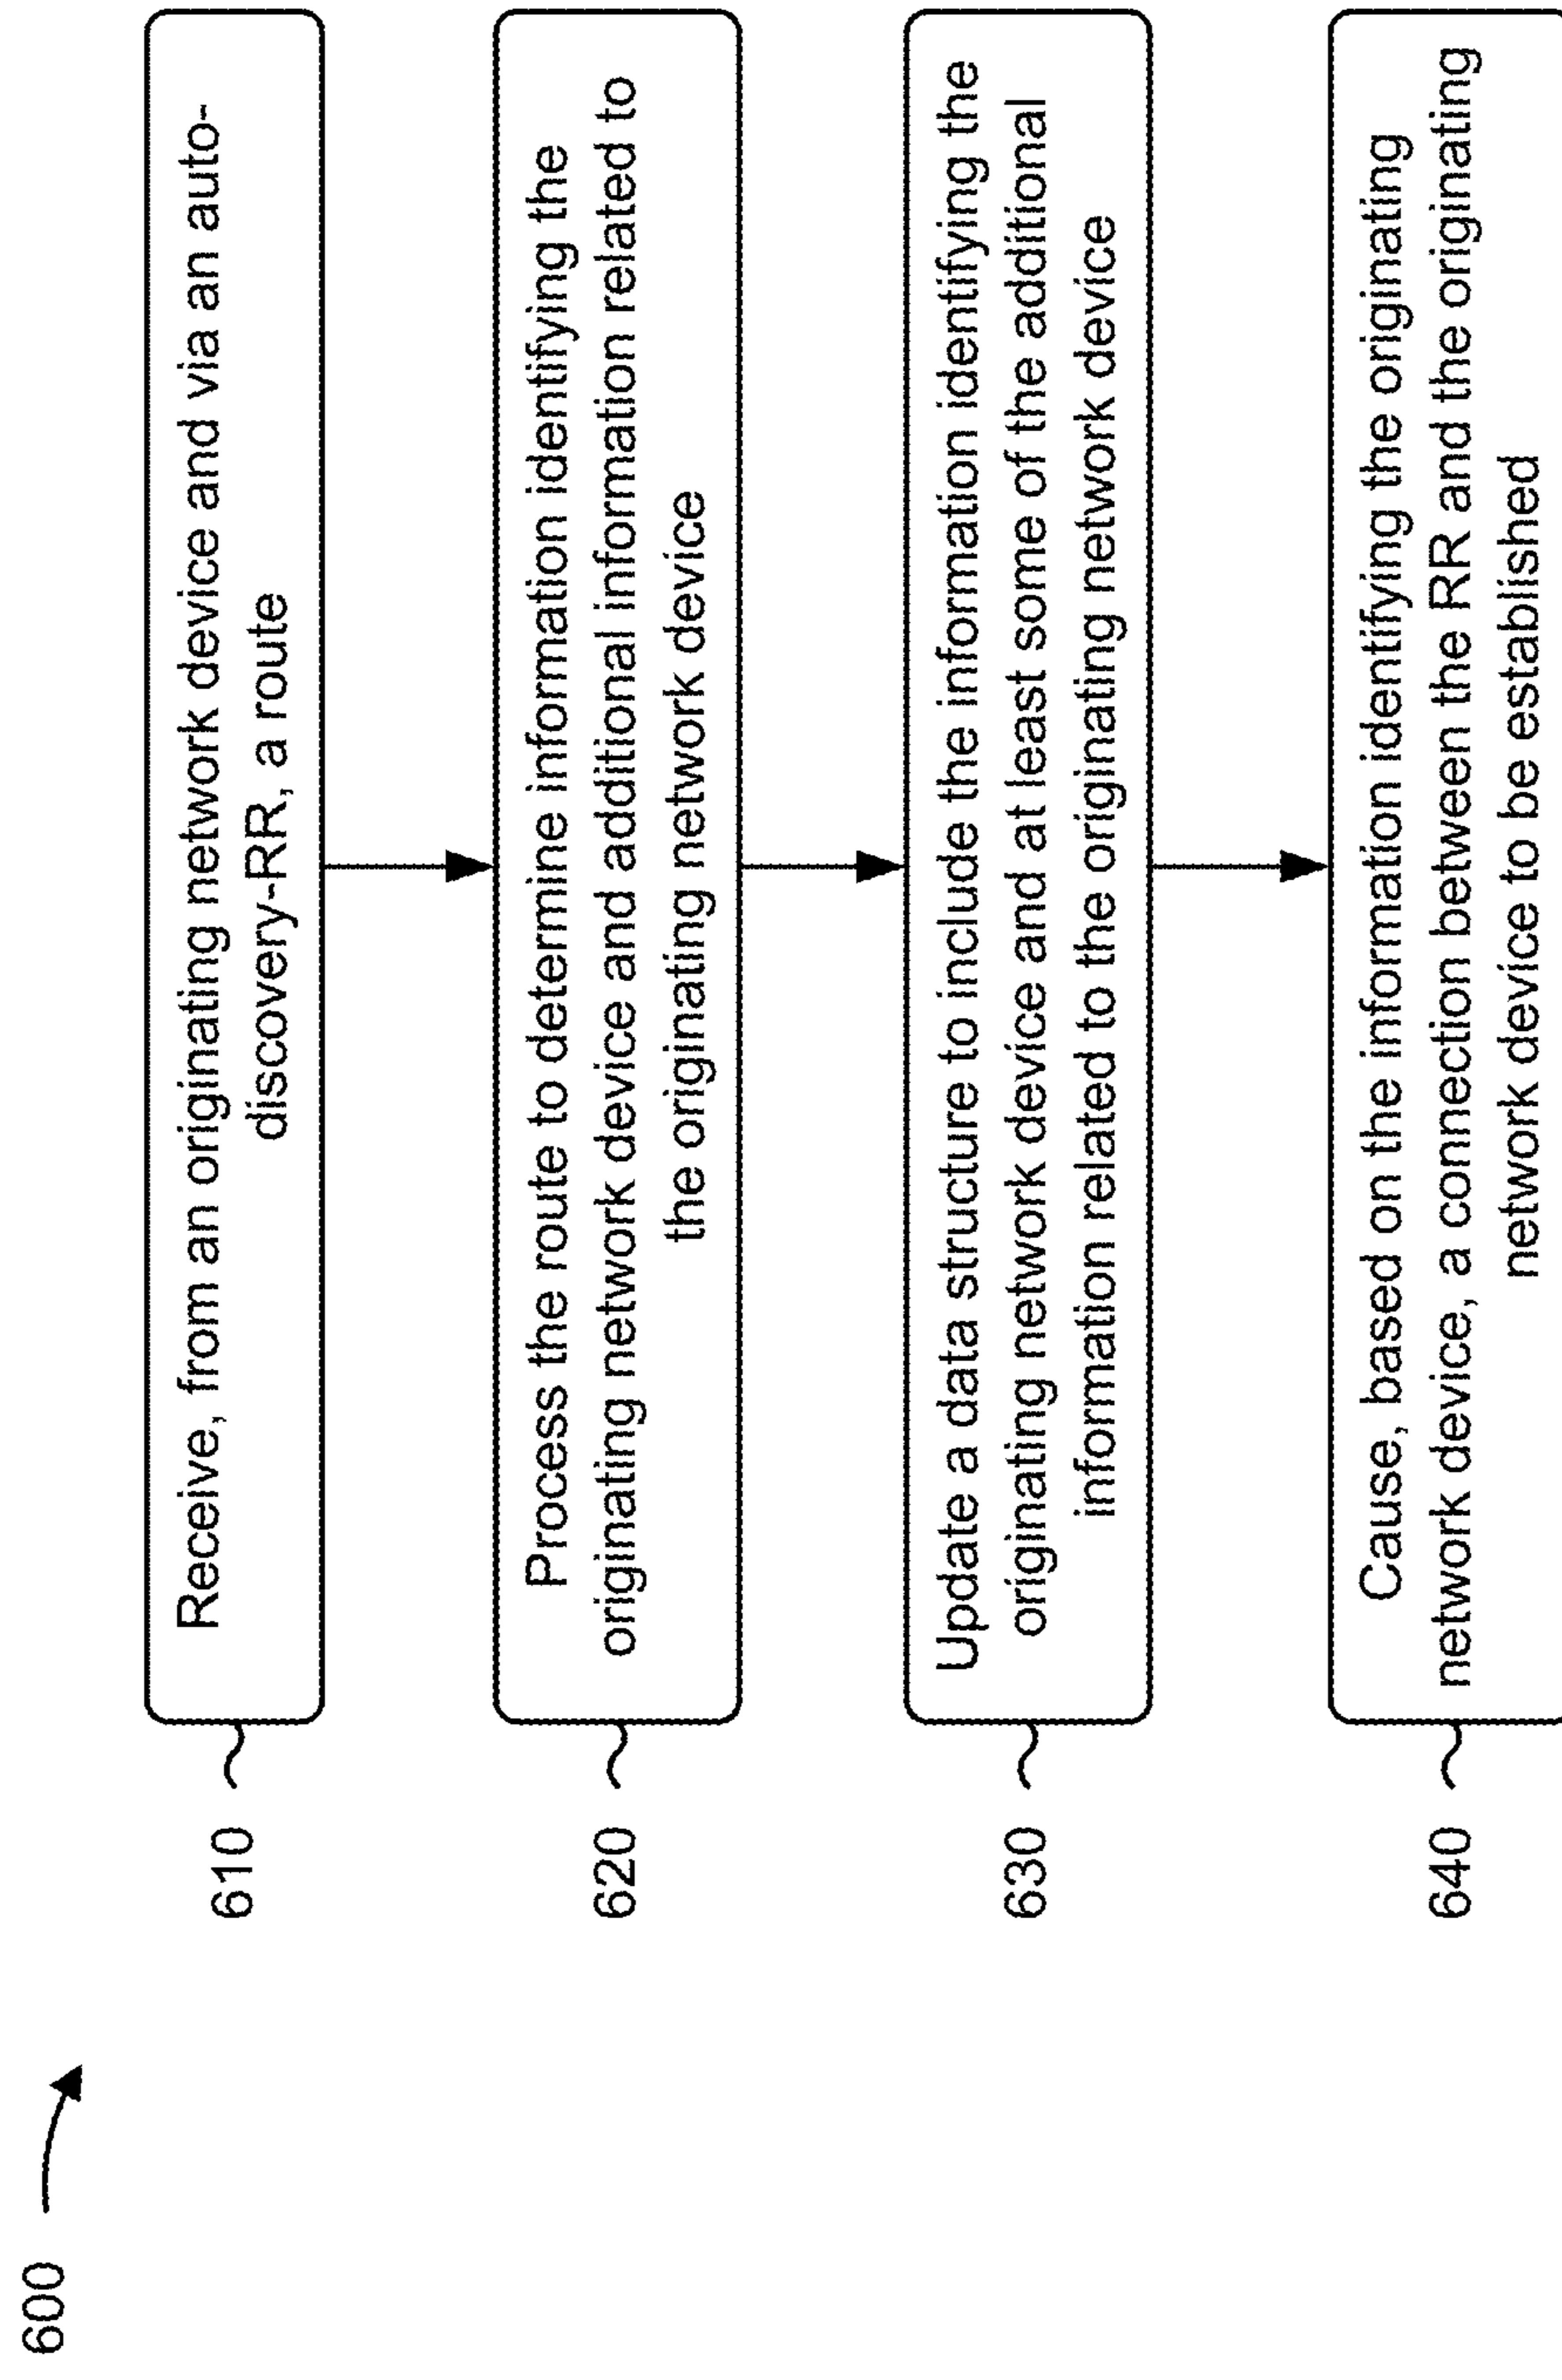 600
610
Receive, from an originating network device and via an auto-
discovery-RR, a route
620
Process the route to determine information identifying the
originating network device and additional information related to
the originating network device
630
Update a data structure to include the information identifying the
originating network device and at least some of the additional
information related to the originating network device
640
Cause, based on the information identifying the originating
network device, a connection between the RR and the originating
network device to be established